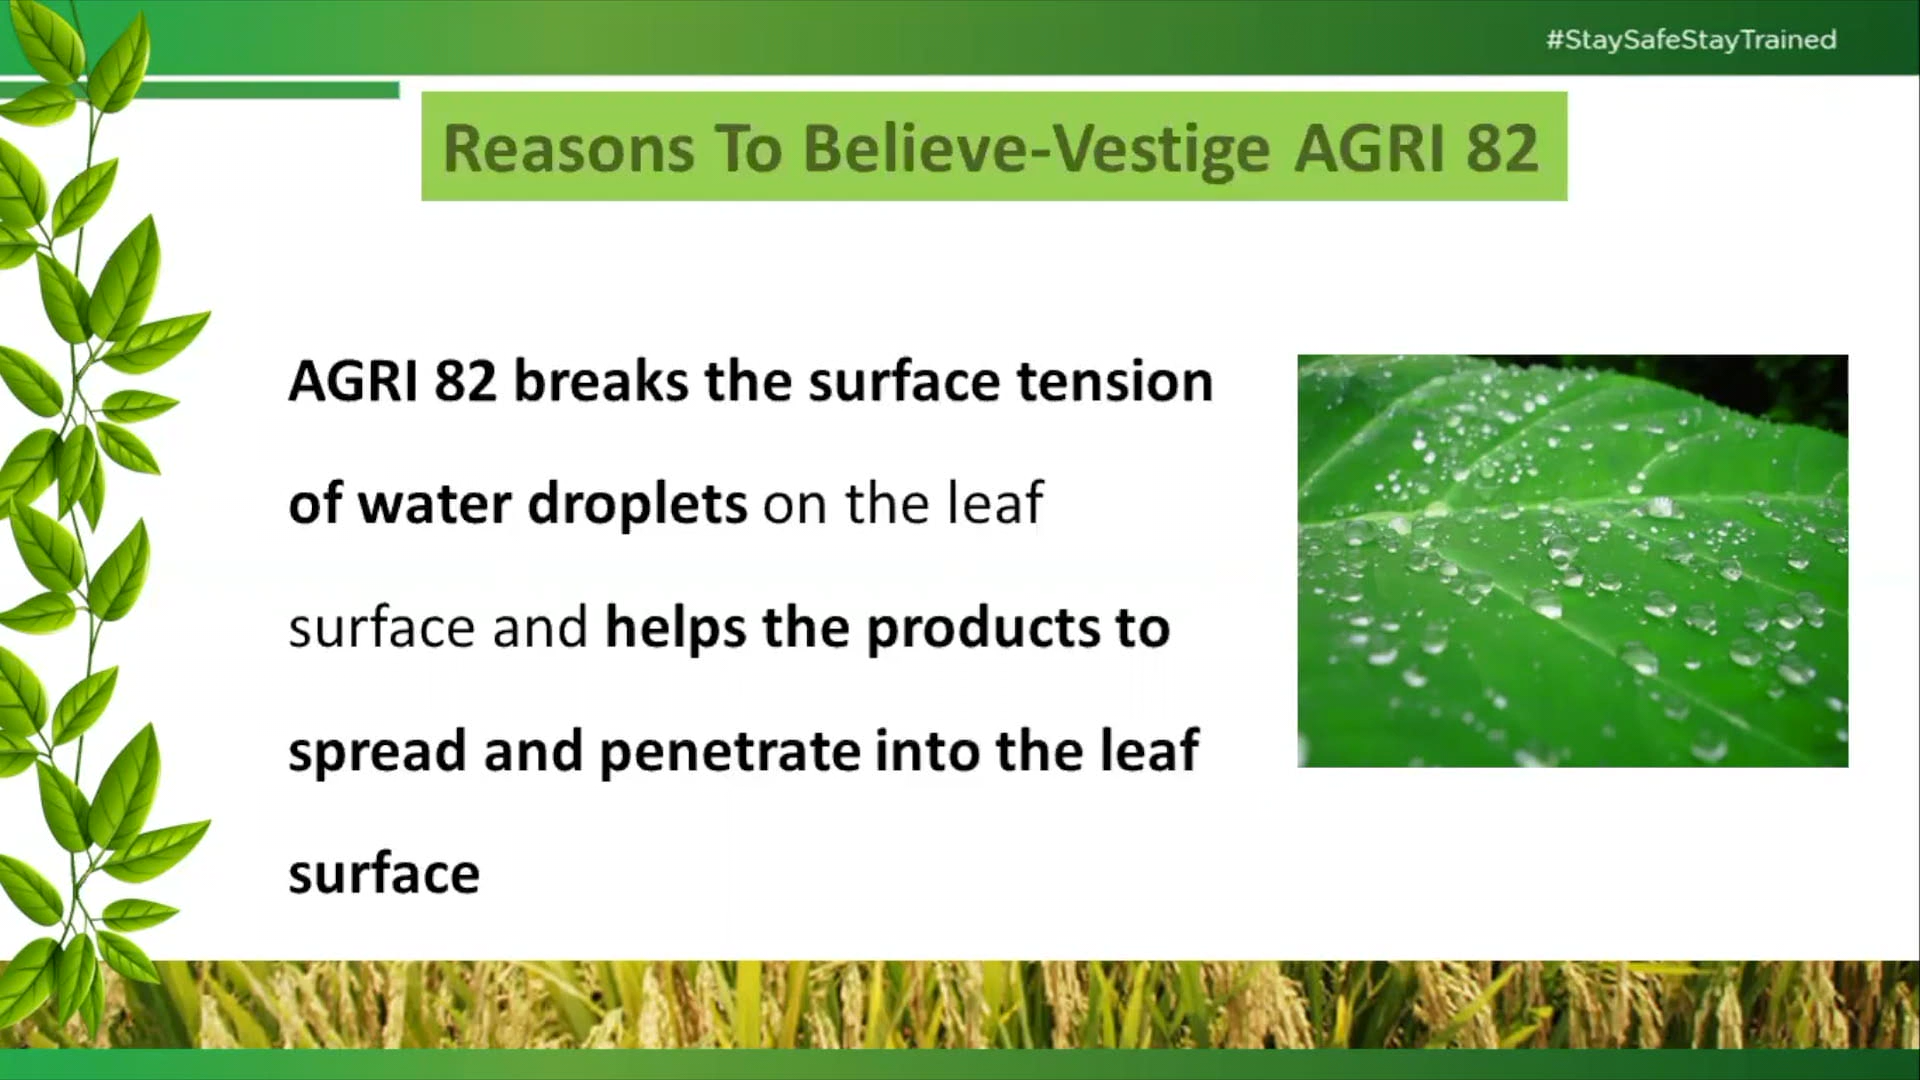 #StaySafeStayTrained
Reasons To Believe-Vestige AGRI 82
AGRI 82 breaks the surface tension
of water droplets on the leaf
surface and helps the products to
spread and penetrate into the leaf
surface